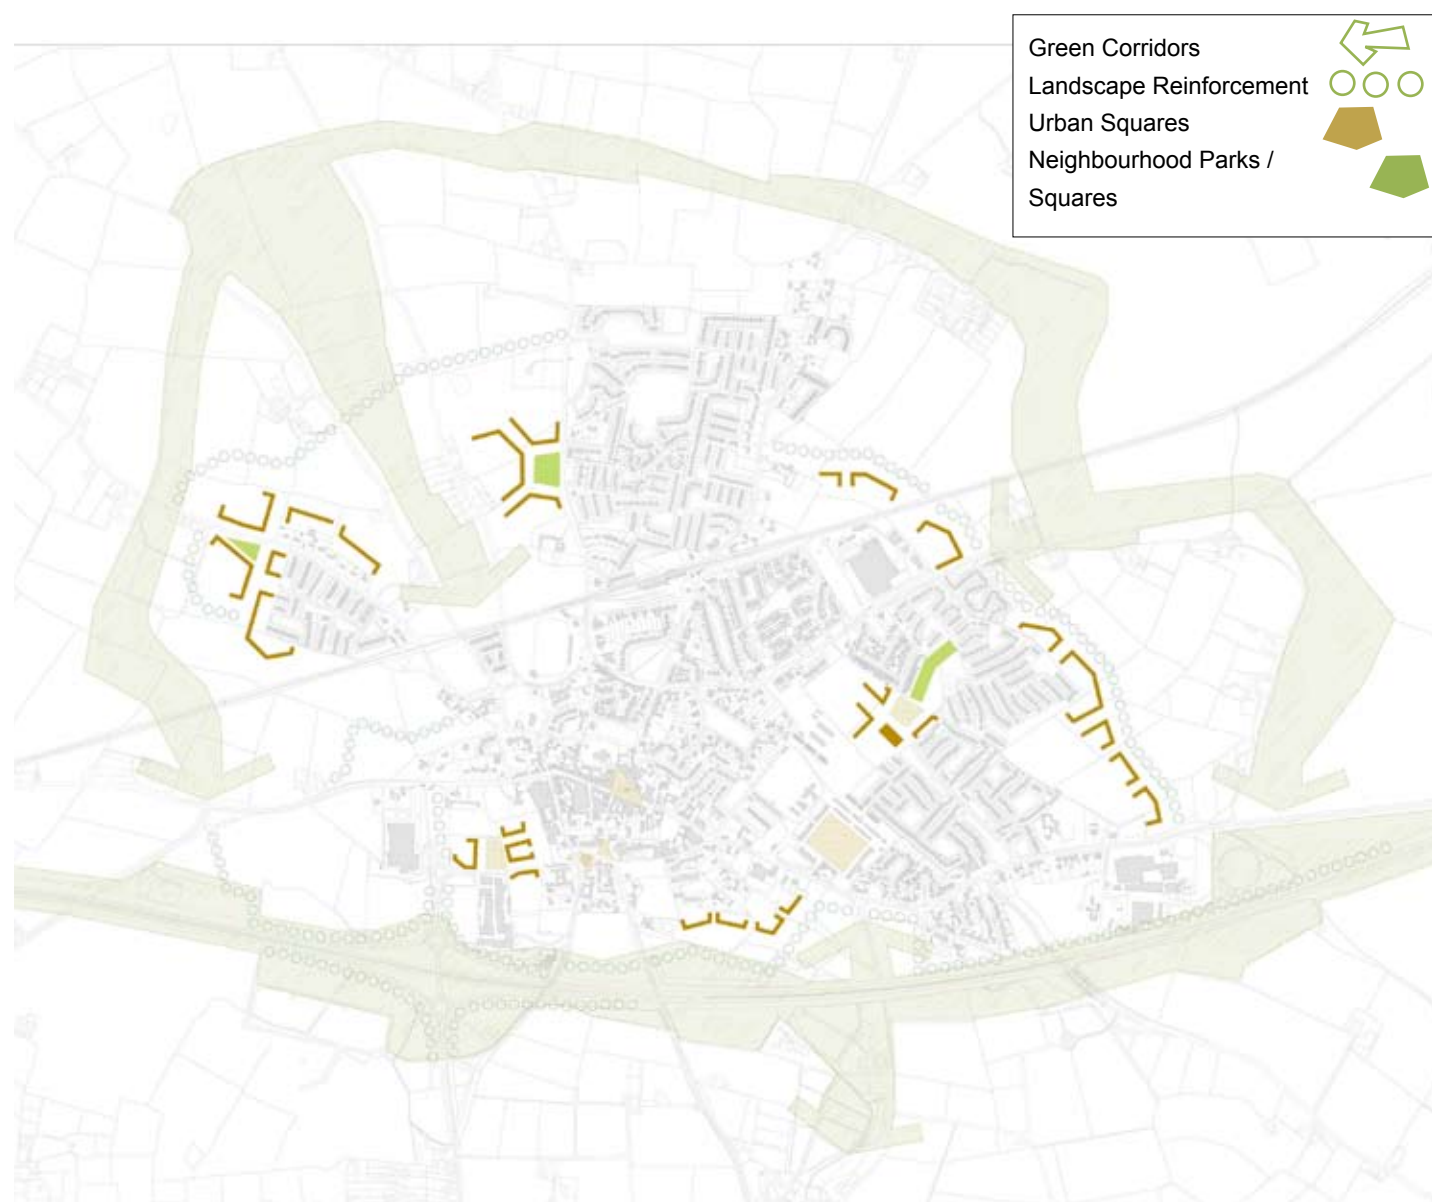 Green Corridors
Landscape Reinforcement
Urban Squares
Neighbourhood Parks /
Squares